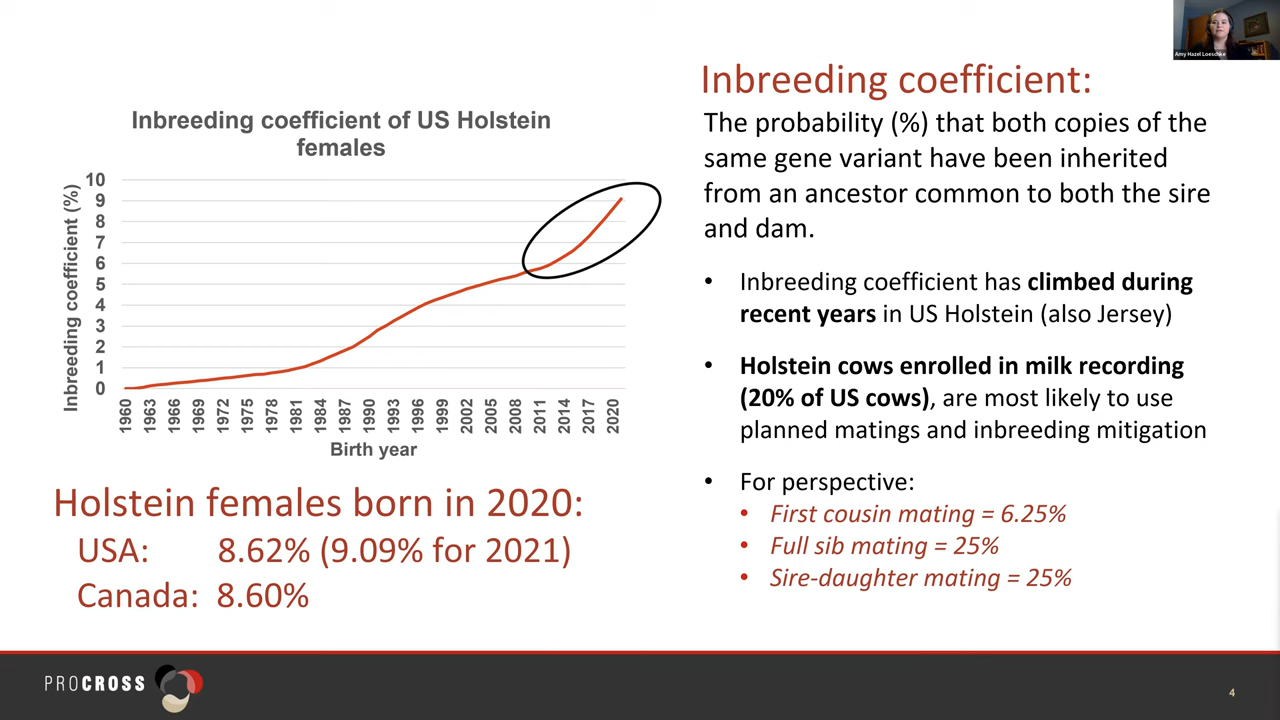 Amy Hazel Loeschke
Inbreeding coefficient of US Holstein
females
Inbreeding coefficient (%)
10
9
8
7
6
5
4
3
2
1
0
1960
1963
1966
1969
1972
1975
1978
1981
1984
1987
1990
1993
1996
1999
2002
2005
2008
2011
2014
2017
2020
Birth year
Holstein females born in 2020:
USA: 8.62% (9.09% for 2021)
Canada: 8.60%
Inbreeding coefficient:
The probability (%) that both copies of the
same gene variant have been inherited
from an ancestor common to both the sire
and dam.
• Inbreeding coefficient has climbed during
recent years in US Holstein (also Jersey)
• Holstein cows enrolled in milk recording
(20% of US cows), are most likely to use
planned matings and inbreeding mitigation
• For perspective:
• First cousin mating = 6.25%
• Full sib mating = 25%
• Sire-daughter mating = 25%
PROCROSS
4